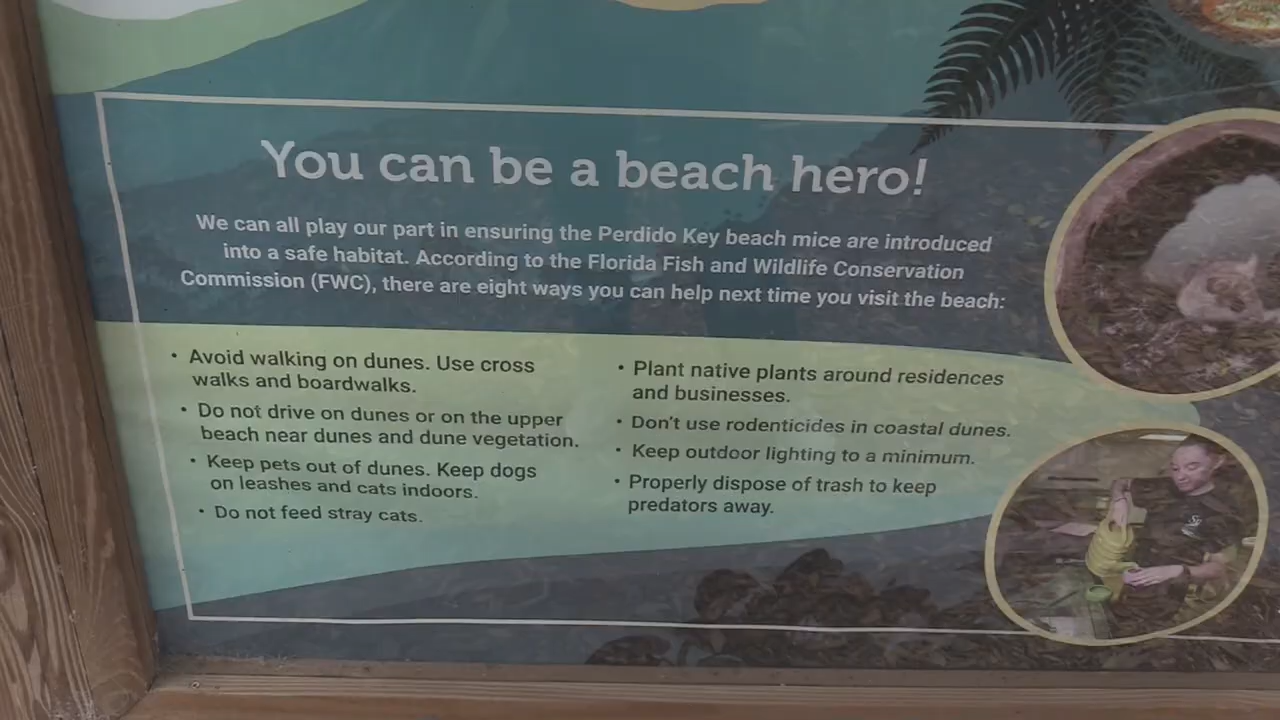 You can be a beach hero!
We can all play our part in ensuring the Perdido Key beach mice are introduced
into a safe habitat. According to the Florida Fish and Wildlife Conservation
Commission (FWC), there are eight ways you can help next time you visit the beach:
• Avoid walking on dunes. Use cross
walks and boardwalks.
• Do not drive on dunes or on the upper
beach near dunes and dune vegetation.
• Keep pets out of dunes. Keep dogs
on leashes and cats indoors.
• Do not feed stray cats.
• Plant native plants around residences
and businesses.
• Don't use rodenticides in coastal dunes.
• Keep outdoor lighting to a minimum.
• Properly dispose of trash to keep
predators away.